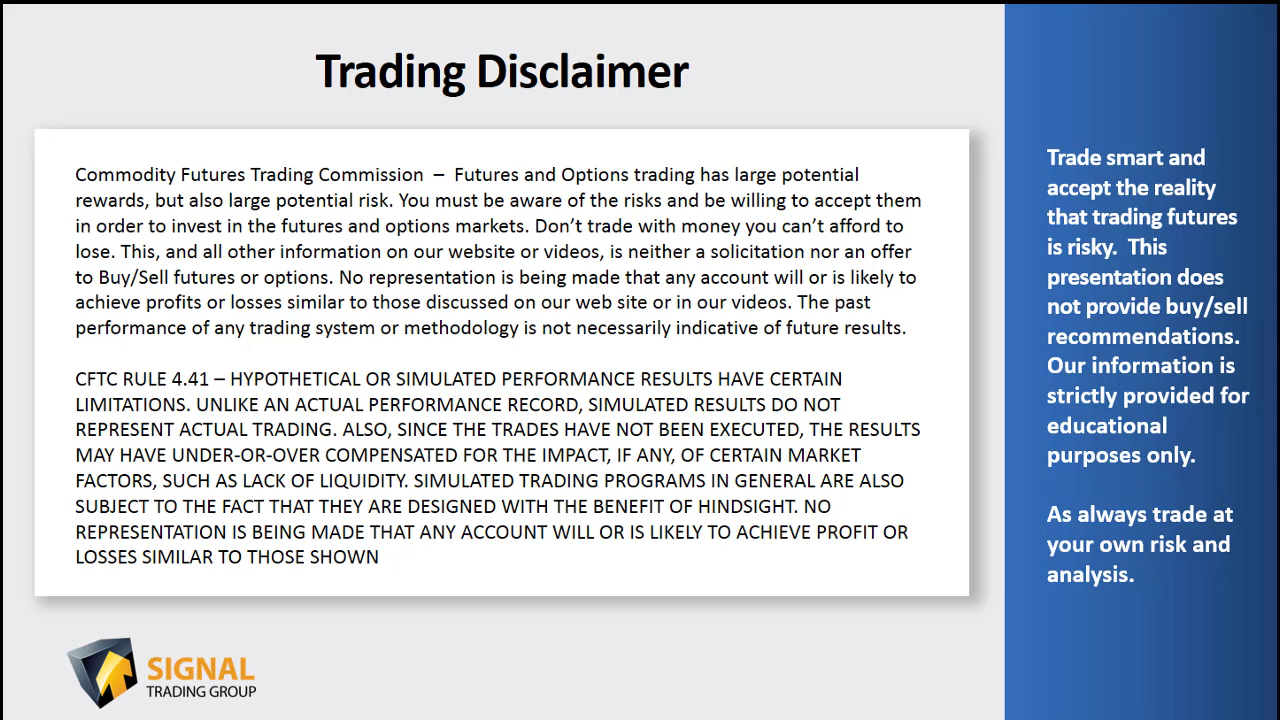 Trading Disclaimer
Commodity Futures Trading Commission – Futures and Options trading has large potential
rewards, but also large potential risk. You must be aware of the risks and be willing to accept them
in order to invest in the futures and options markets. Don’t trade with money you can’t afford to
lose. This, and all other information on our website or videos, is neither a solicitation nor an offer
to Buy/Sell futures or options. No representation is being made that any account will or is likely to
achieve profits or losses similar to those discussed on our web site or in our videos. The past
performance of any trading system or methodology is not necessarily indicative of future results.
CFTC RULE 4.41 – HYPOTHETICAL OR SIMULATED PERFORMANCE RESULTS HAVE CERTAIN
LIMITATIONS. UNLIKE AN ACTUAL PERFORMANCE RECORD, SIMULATED RESULTS DO NOT
REPRESENT ACTUAL TRADING. ALSO, SINCE THE TRADES HAVE NOT BEEN EXECUTED, THE RESULTS
MAY HAVE UNDER-OR-OVER COMPENSATED FOR THE IMPACT, IF ANY, OF CERTAIN MARKET
FACTORS, SUCH AS LACK OF LIQUIDITY. SIMULATED TRADING PROGRAMS IN GENERAL ARE ALSO
SUBJECT TO THE FACT THAT THEY ARE DESIGNED WITH THE BENEFIT OF HINDSIGHT. NO
REPRESENTATION IS BEING MADE THAT ANY ACCOUNT WILL OR IS LIKELY TO ACHIEVE PROFIT OR
LOSSES SIMILAR TO THOSE SHOWN
Trade smart and
accept the reality
that trading futures
is risky. This
presentation does
not provide buy/sell
recommendations.
Our information is
strictly provided for
educational
purposes only.
As always trade at
your own risk and
analysis.
SIGNAL
TRADING GROUP